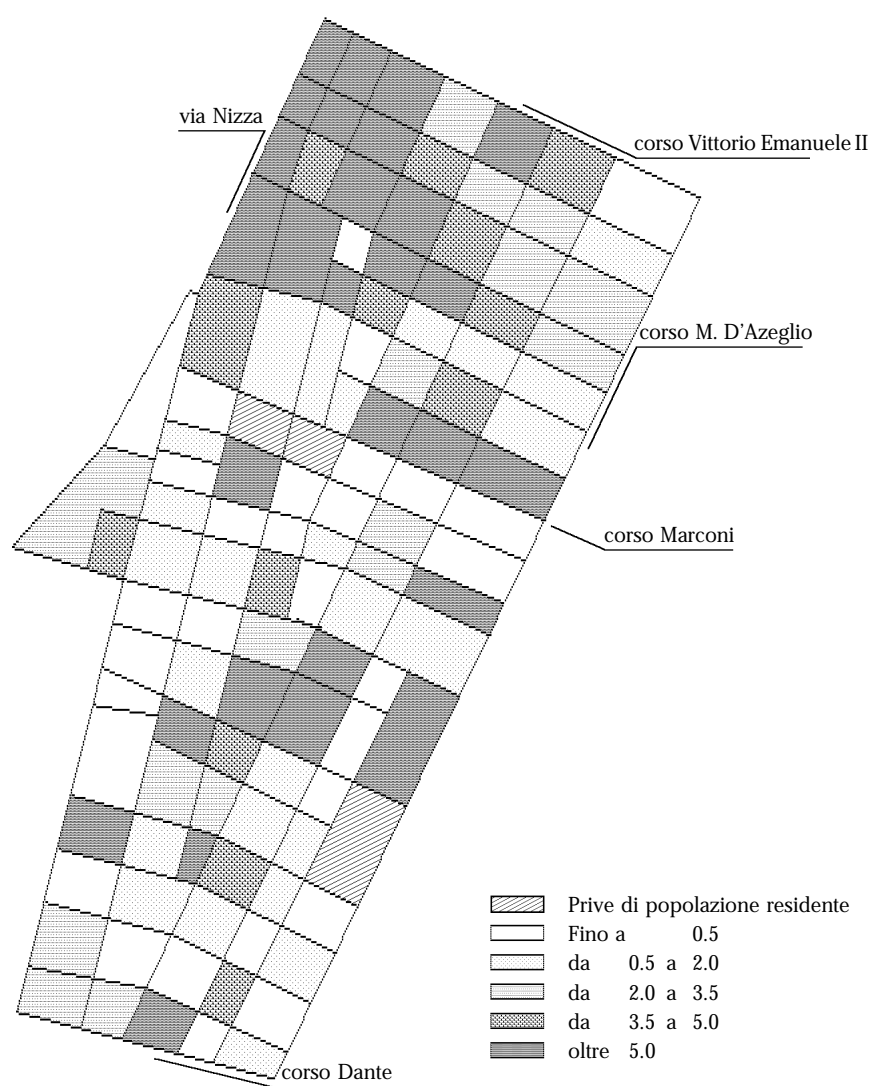 via Nizza
corso Vittorio Emanuele II
corso M. D'Azeglio
corso Marconi
Prive di popolazione residente
Fino a 0.5
da 0.5 a 2.0
da 2.0 a 3.5
da 3.5 a 5.0
oltre 5.0
corso Dante